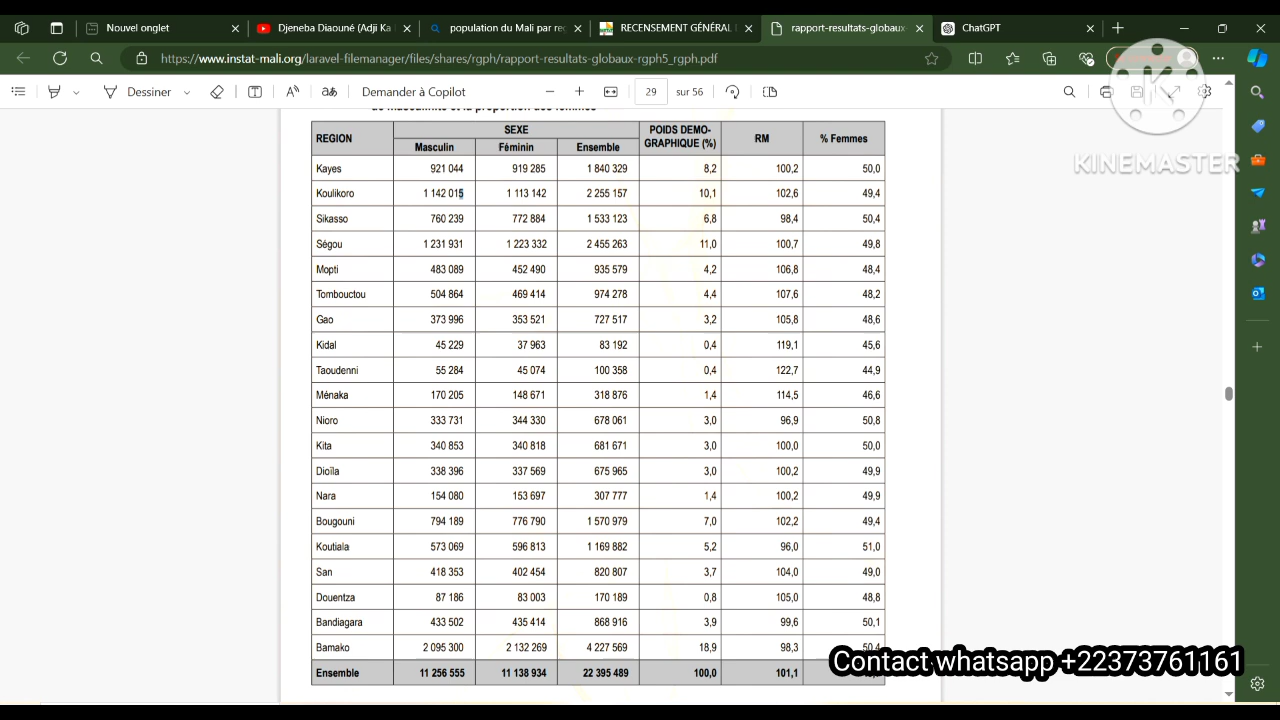 Nouvel onglet
Djeneba Diaouné (Adji Ka
population du Mali par re
RECENSEMENT GÉNÉRAL
rapport-resultats-globaux-
ChatGPT
https://www.instat-mali.org/laravel-filemanager/files/shares/rgph/rapport-resultats-globaux-rgph5_rgph.pdf
Dessiner
Demander à Copilot
29 sur 56
KINEMASTER
de masculinité et la proportion des femmes
REGION SEXE POIDS DEMO-GRAPHIQUE (%) RM % Femmes
Masculin Féminin Ensemble
Kayes 921 044 919 285 1 840 329 8,2 100,2 50,0
Koulikoro 1 142 015 1 113 142 2 255 157 10,1 102,6 49,4
Sikasso 760 239 772 884 1 533 123 6,8 98,4 50,4
Ségou 1 231 931 1 223 332 2 455 263 11,0 100,7 49,8
Mopti 483 089 452 490 935 579 4,2 106,8 48,4
Tombouctou 504 864 469 414 974 278 4,4 107,6 48,2
Gao 373 996 353 521 727 517 3,2 105,8 48,6
Kidal 45 229 37 963 83 192 0,4 119,1 45,6
Taoudenni 55 284 45 074 100 358 0,4 122,7 44,9
Ménaka 170 205 148 671 318 876 1,4 114,5 46,6
Nioro 333 731 344 330 678 061 3,0 96,9 50,8
Kita 340 853 340 818 681 671 3,0 100,0 50,0
Dioïla 338 396 337 569 675 965 3,0 100,2 49,9
Nara 154 080 153 697 307 777 1,4 100,2 49,9
Bougouni 794 189 776 790 1 570 979 7,0 102,2 49,4
Koutiala 573 069 596 813 1 169 882 5,2 96,0 51,0
San 418 353 402 454 820 807 3,7 104,0 49,0
Douentza 87 186 83 003 170 189 0,8 105,0 48,8
Bandiagara 433 502 435 414 868 916 3,9 99,6 50,1
Bamako 2 095 300 2 132 269 4 227 569 18,9 98,3 50,4
Ensemble 11 256 555 11 138 934 22 395 489 100,0 101,1
Contact whatsapp +22373761161